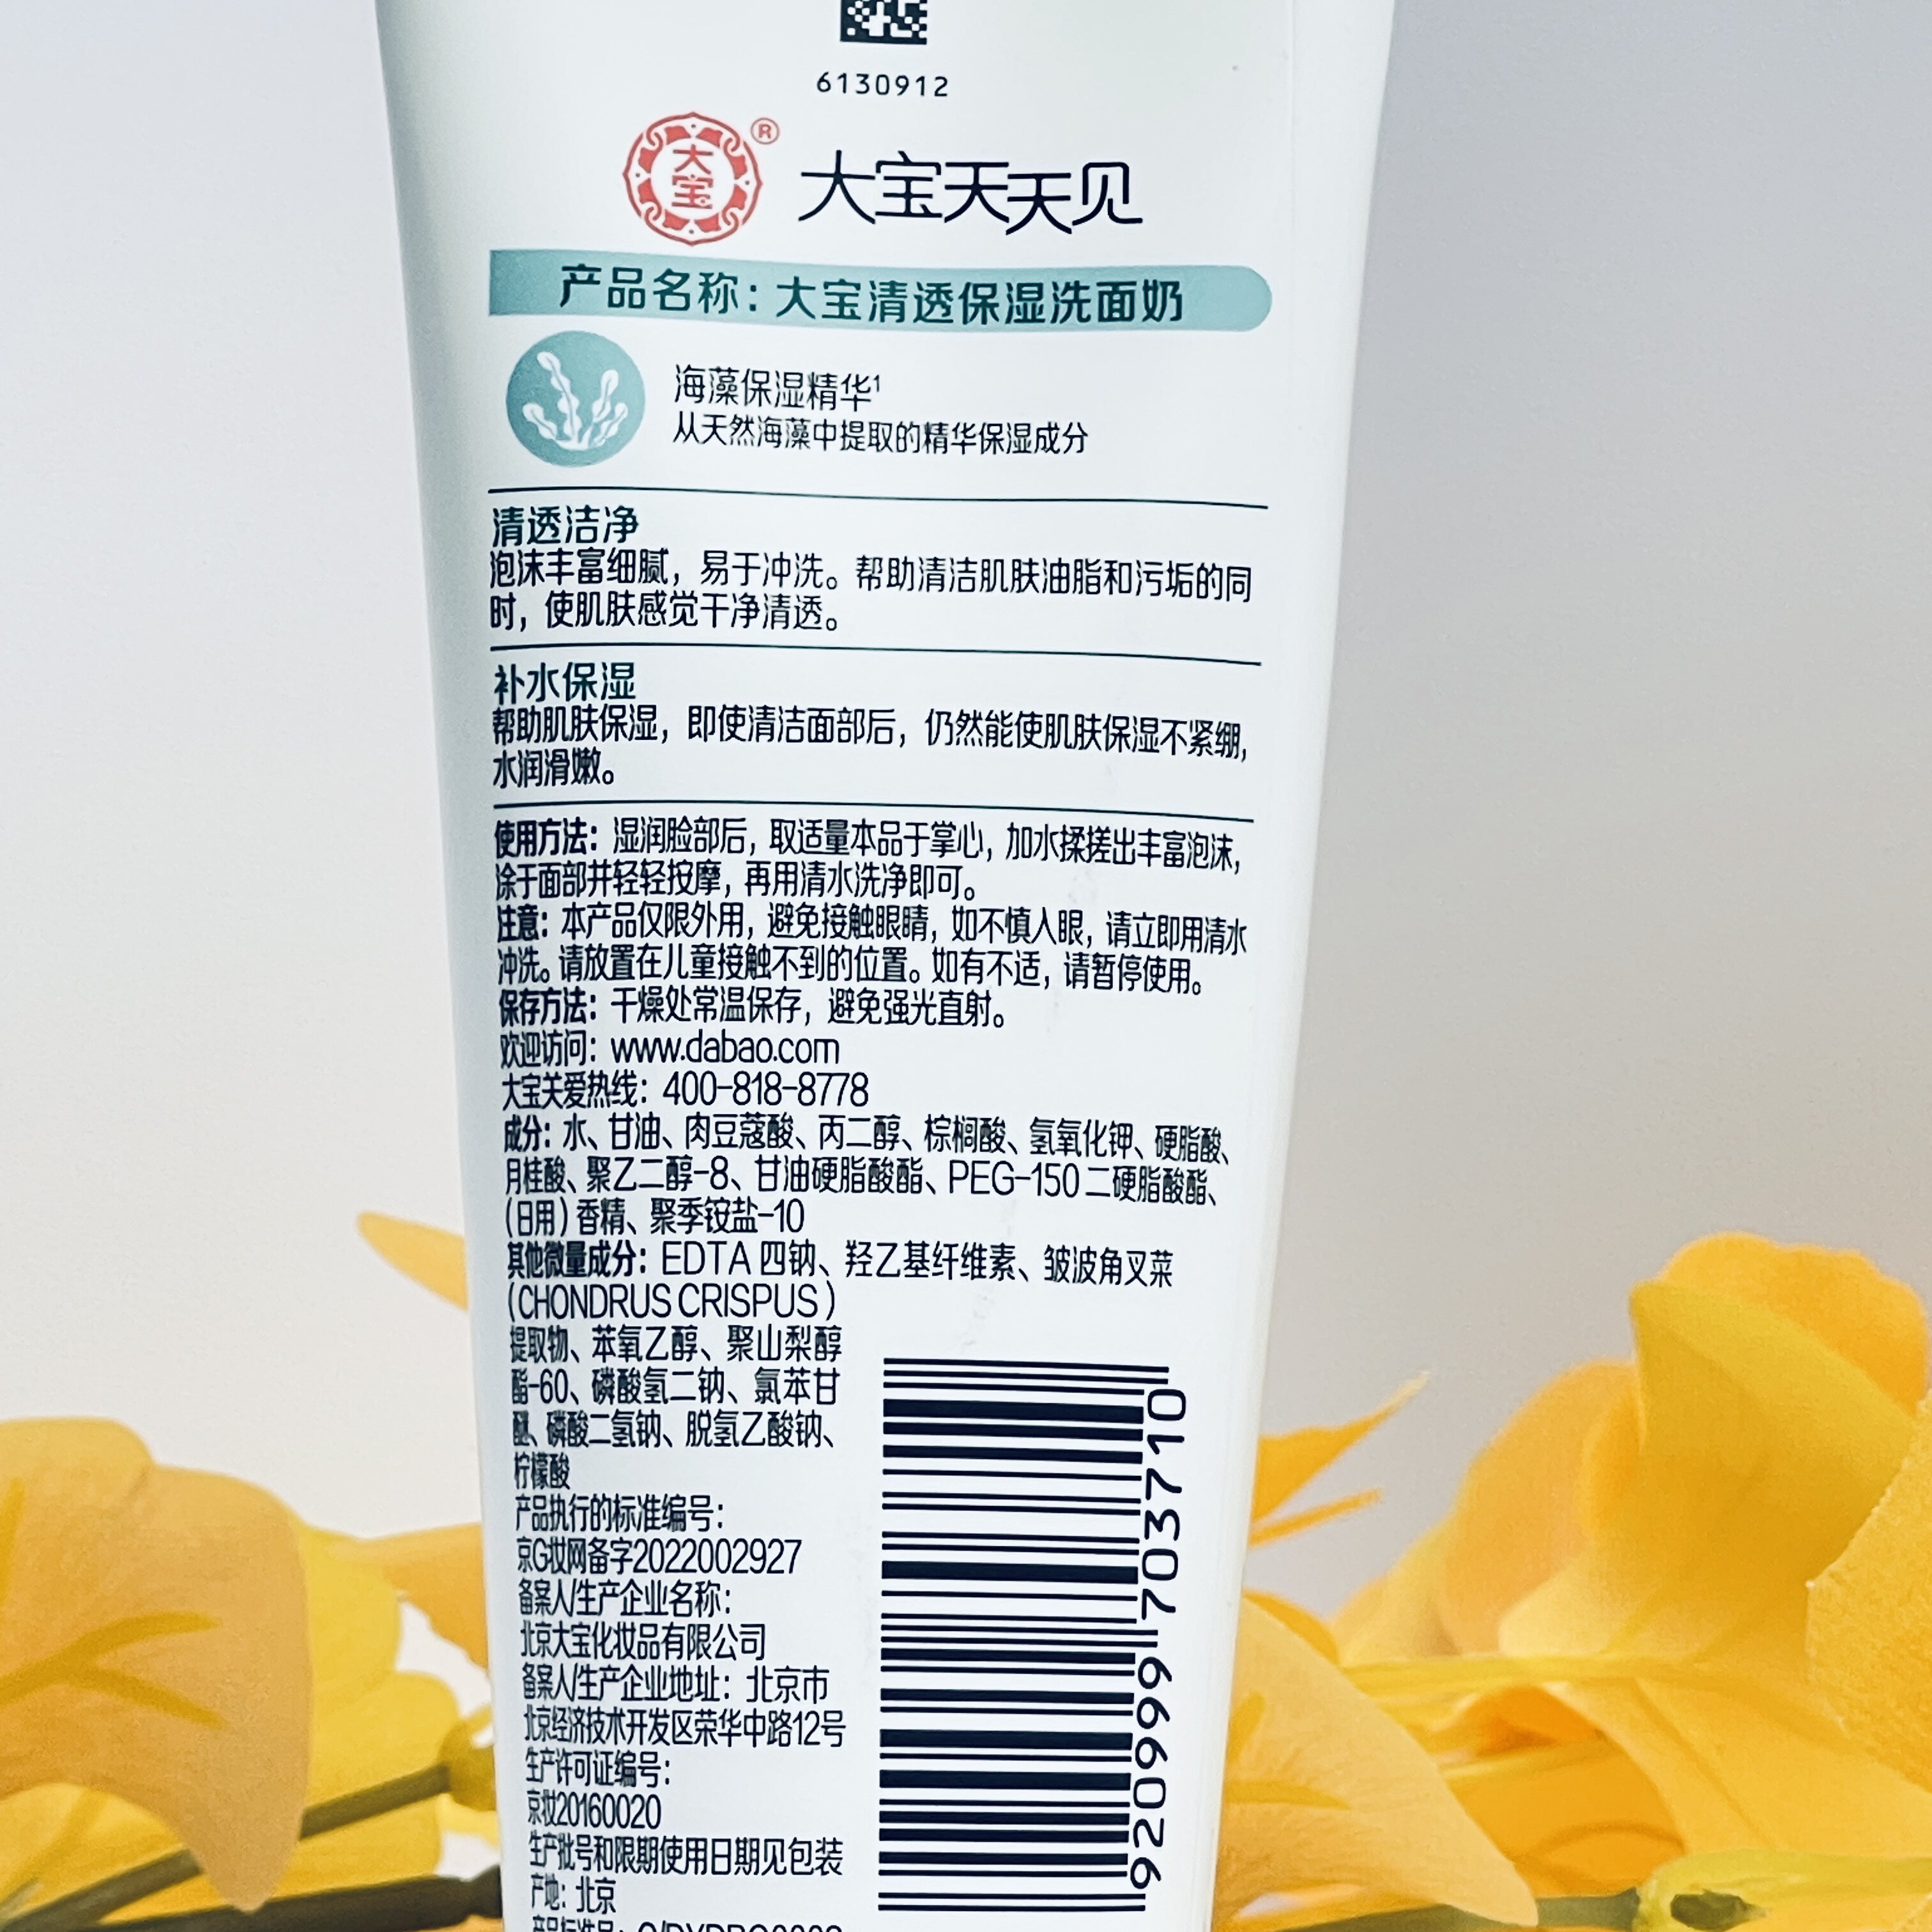 6130912
大宝
®
大宝天天见
产品名称：大宝清透保湿洗面奶
海藻保湿精华¹
从天然海藻中提取的精华保湿成分
清透洁净
泡沫丰富细腻，易于冲洗。帮助清洁肌肤油脂和污垢的同
时，使肌肤感觉干净清透。
补水保湿
帮助肌肤保湿，即使清洁面部后，仍然能使肌肤保湿不紧绷，
水润滑嫩。
使用方法：湿润脸部后，取适量本品于掌心，加水揉搓出丰富泡沫，
涂于面部并轻轻按摩，再用清水洗净即可。
注意：本产品仅限外用，避免接触眼睛，如不慎入眼，请立即用清水
冲洗。请放置在儿童接触不到的位置。如有不适，请暂停使用。
保存方法：干燥处常温保存，避免强光直射。
欢迎访问：www.dabao.com
大宝关爱热线：400-818-8778
成分：水、甘油、肉豆蔻酸、丙二醇、棕榈酸、氢氧化钾、硬脂酸、
月桂酸、聚乙二醇-8、甘油硬脂酸酯、PEG-150 二硬脂酸酯、
（日用）香精、聚季铵盐-10
其他微量成分：EDTA 四钠、羟乙基纤维素、皱波角叉菜
（CHONDRUS CRISPUS）
提取物、苯氧乙醇、聚山梨醇
酯-60、磷酸氢二钠、氯苯甘
醚、磷酸二氢钠、脱氢乙酸钠、
柠檬酸
产品执行的标准编号：
京G妆网备字2022002927
备案人/生产企业名称：
北京大宝化妆品有限公司
备案人/生产企业地址：北京市
北京经济技术开发区荣华中路12号
生产许可证编号：
京妆20160020
生产批号和限期使用日期见包装
产地：北京
6920999703710